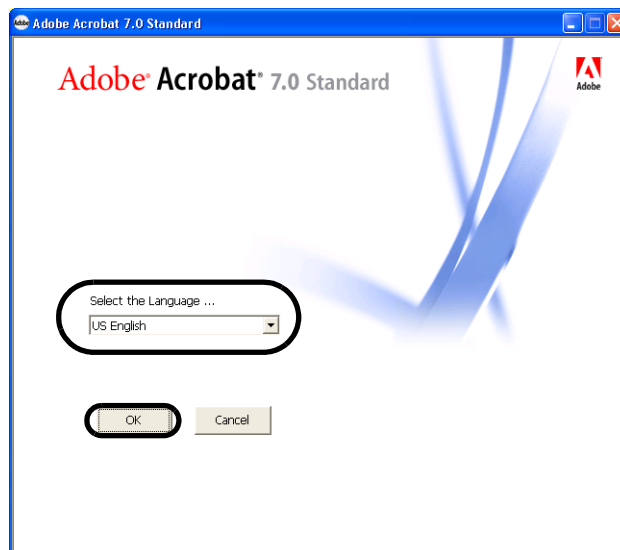 Adobe Acrobat 7.0 Standard
Adobe® Acrobat® 7.0 Standard
Adobe
Select the Language ...
US English
OK
Cancel